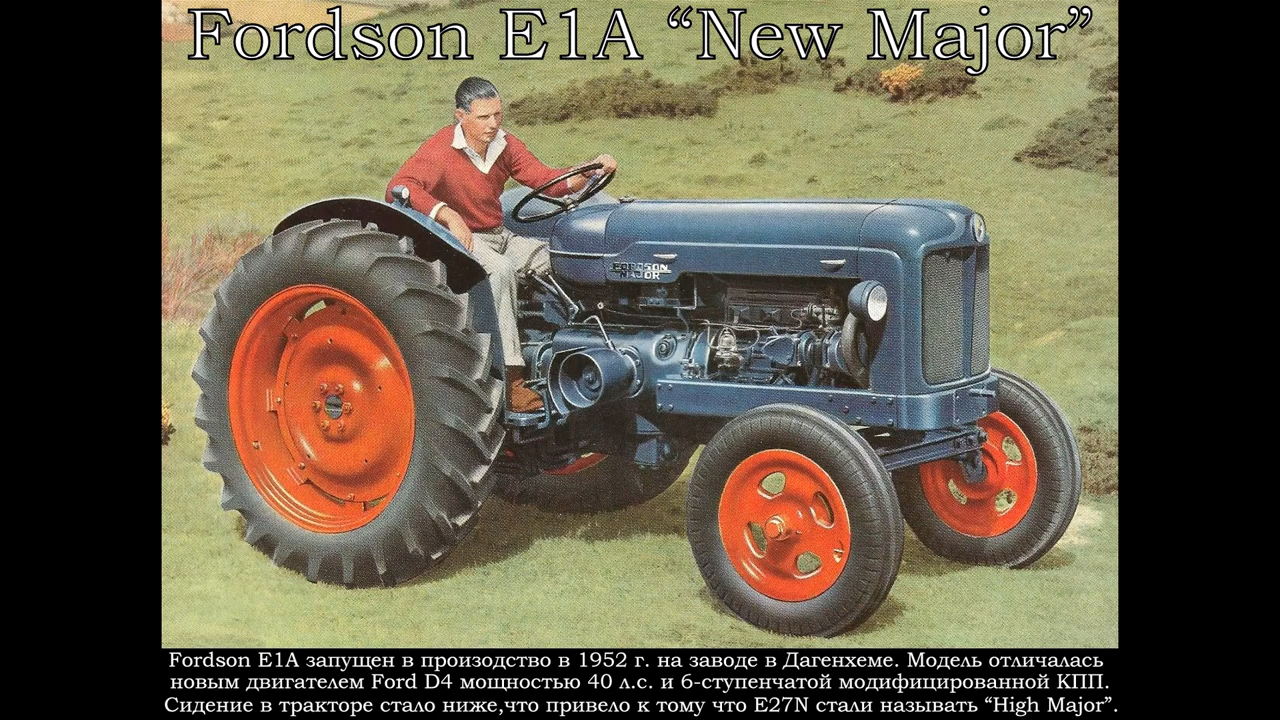 Fordson E1A “New Major”
FORDSON
MAJOR
Fordson E1A запущен в произодство в 1952 г. на заводе в Дагенхеме. Модель отличалась
новым двигателем Ford D4 мощностью 40 л.с. и 6-ступенчатой модифицированной КПП.
Сидение в тракторе стало ниже,что привело к тому что E27N стали называть “High Major”.